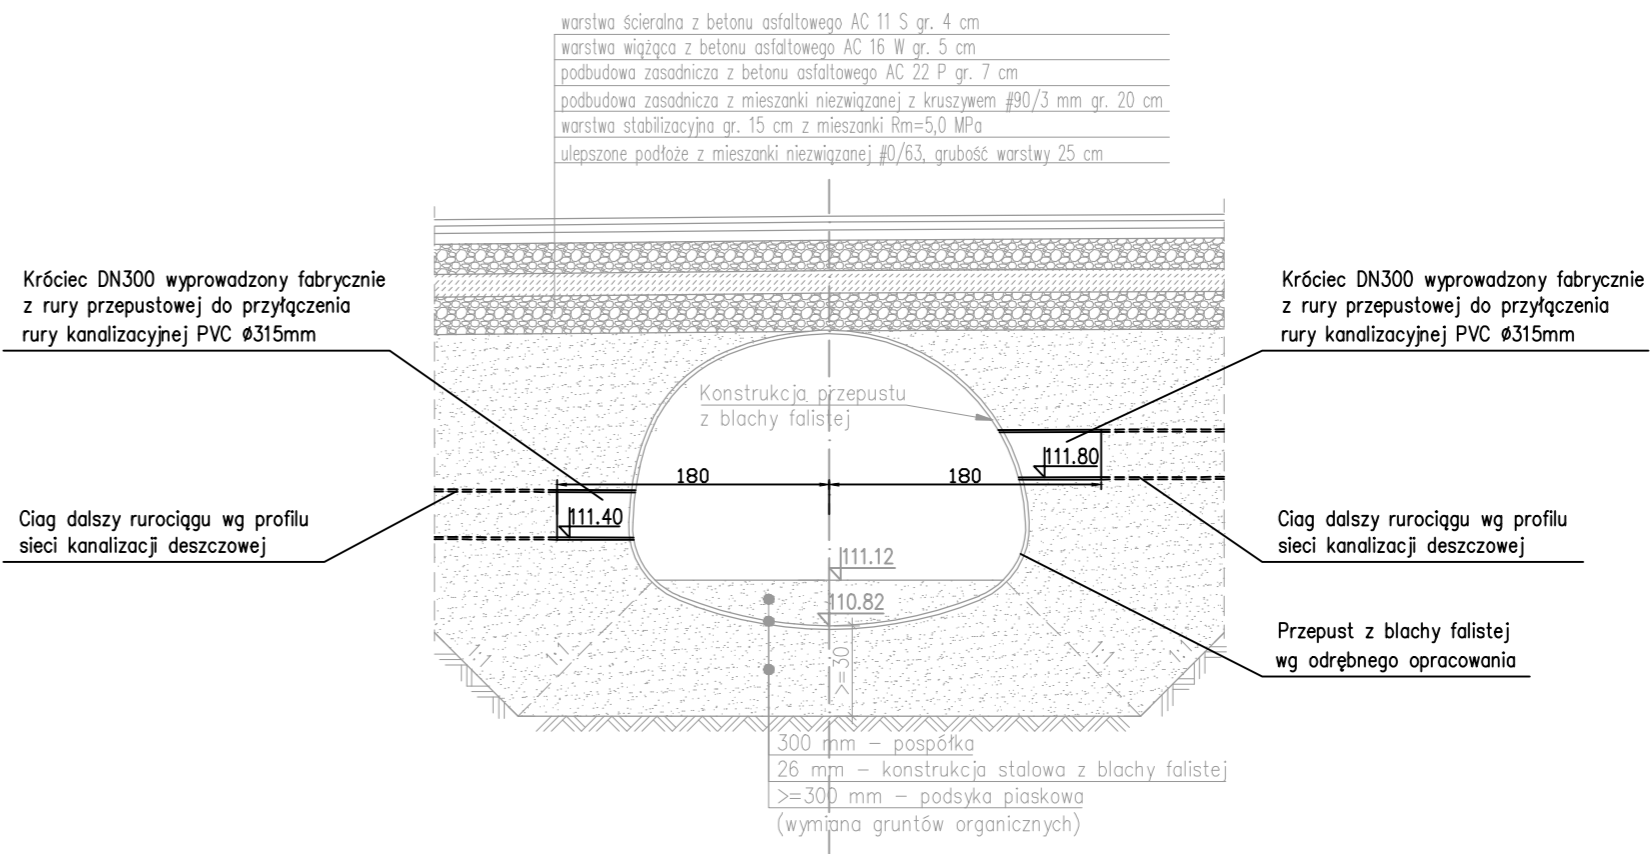 warstwa ścieralna z betonu asfaltowego AC 11 S gr. 4 cm
warstwa wiążąca z betonu asfaltowego AC 16 W gr. 5 cm
podbudowa zasadnicza z betonu asfaltowego AC 22 P gr. 7 cm
podbudowa zasadnicza z mieszanki niezwiązanej z kruszywem #90/3 mm gr. 20 cm
warstwa stabilizacyjna gr. 15 cm z mieszanki Rm=5,0 MPa
ulepszone podłoże z mieszanki niezwiązanej #0/63, grubość warstwy 25 cm
Króciec DN300 wyprowadzony fabrycznie
z rury przepustowej do przyłączenia
rury kanalizacyjnej PVC Ø315mm
Króciec DN300 wyprowadzony fabrycznie
z rury przepustowej do przyłączenia
rury kanalizacyjnej PVC Ø315mm
Konstrukcja przepustu
z blachy falistej
111.80
180
180
111.40
Ciag dalszy rurociągu wg profilu
sieci kanalizacji deszczowej
Ciag dalszy rurociągu wg profilu
sieci kanalizacji deszczowej
111.12
110.82
Przepust z blachy falistej
wg odrębnego opracowania
1:1
1:1
>=30
1:1
1:1
300 mm – pospółka
26 mm – konstrukcja stalowa z blachy falistej
>=300 mm – podsyka piaskowa
(wymiana gruntów organicznych)